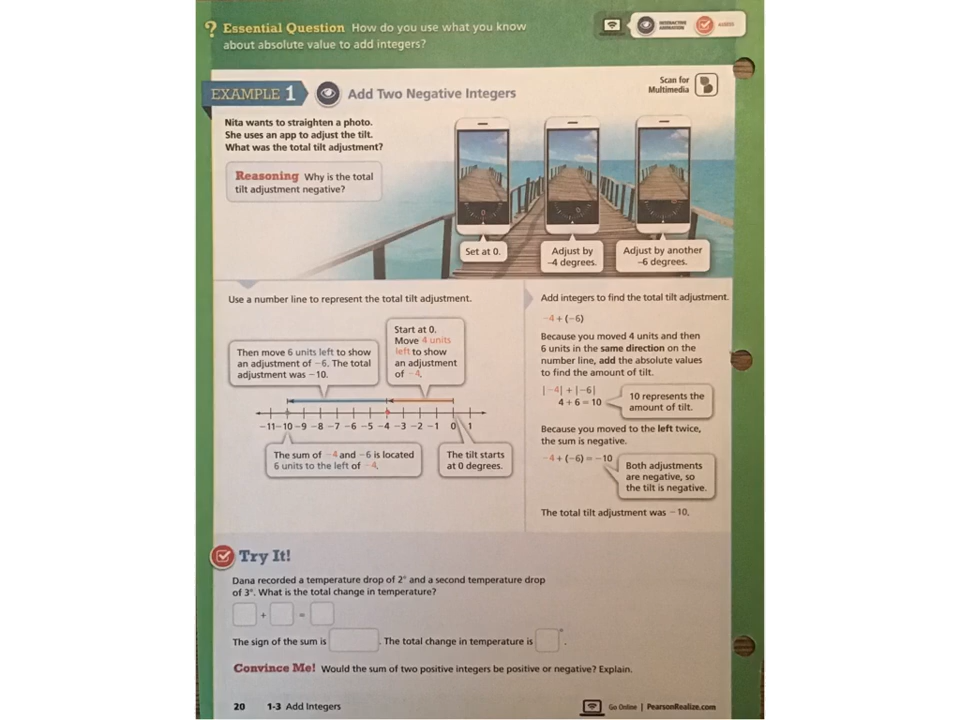 ? Essential Question How do you use what you know
about absolute value to add integers?
INTERACTIVE
ASSESS
EXAMPLE 1 Add Two Negative Integers
Scan for
Multimedia
Nita wants to straighten a photo.
She uses an app to adjust the tilt.
What was the total tilt adjustment?
Reasoning Why is the total
tilt adjustment negative?
Set at 0.
Adjust by
-4 degrees.
Adjust by another
-6 degrees.
Use a number line to represent the total tilt adjustment.
Then move 6 units left to show
an adjustment of −6. The total
adjustment was −10.
Start at 0.
Move 4 units
left to show
an adjustment
of −4.
−11 −10 −9 −8 −7 −6 −5 −4 −3 −2 −1 0 1
The sum of −4 and −6 is located
6 units to the left of −4.
The tilt starts
at 0 degrees.
Add integers to find the total tilt adjustment.
−4 + (−6)
Because you moved 4 units and then
6 units in the same direction on the
number line, add the absolute values
to find the amount of tilt.
|−4| + |−6|
4 + 6 = 10
10 represents the
amount of tilt.
Because you moved to the left twice,
the sum is negative.
−4 + (−6) = −10
Both adjustments
are negative, so
the tilt is negative.
The total tilt adjustment was −10.
Try It!
Dana recorded a temperature drop of 2° and a second temperature drop
of 3°. What is the total change in temperature?
+ =
The sign of the sum is . The total change in temperature is °.
Convince Me! Would the sum of two positive integers be positive or negative? Explain.
20 1-3 Add Integers
Go Online | PearsonRealize.com